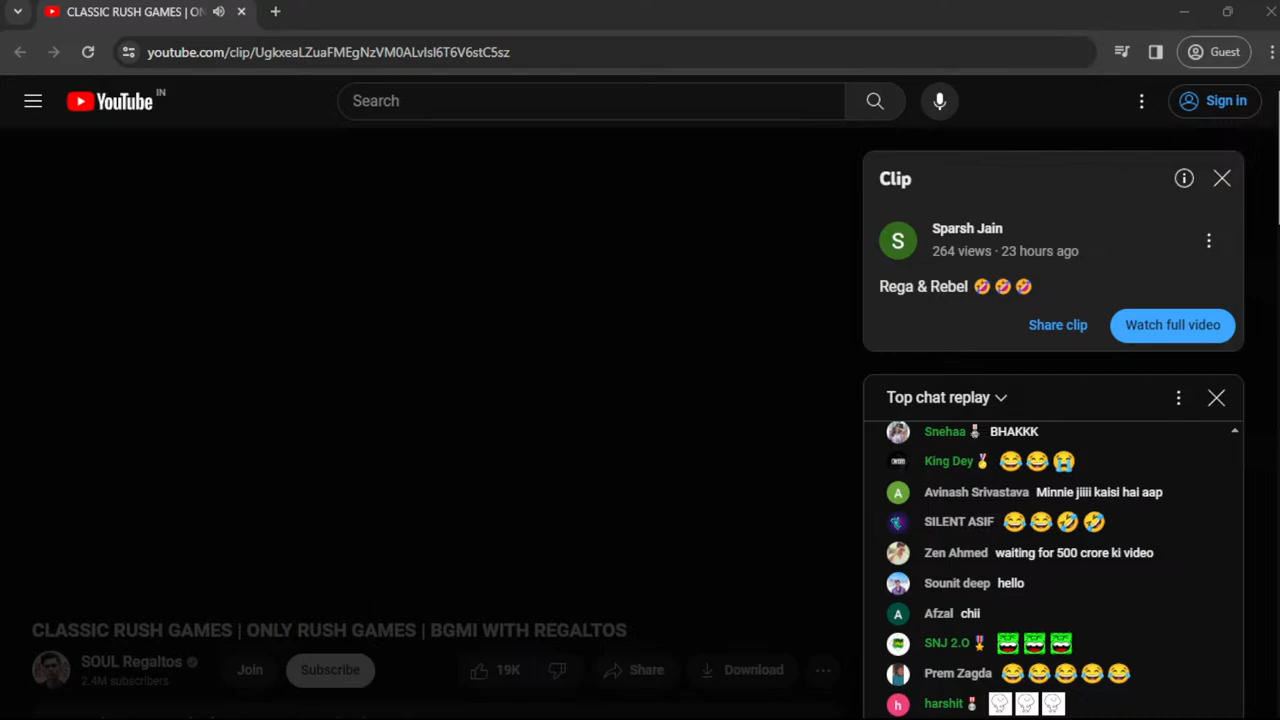 CLASSIC RUSH GAMES | ON
youtube.com/clip/UgkxeaLZuaFMEgNzVM0ALvIsI6T6V6stC5sz
Guest
YouTube IN
Search
Sign in
Clip
S
Sparsh Jain
264 views · 23 hours ago
Rega & Rebel 🤣🤣🤣
Share clip
Watch full video
Top chat replay
Snehaa BHAKKK
King Dey 😂😂😭
A Avinash Srivastava Minnie jiiii kaisi hai aap
SILENT ASIF 😂😂🤣🤣
Zen Ahmed waiting for 500 crore ki video
Sounit deep hello
A Afzal chii
SNJ 2.O
Prem Zagda 😂😂😂😂😂
h harshit
CLASSIC RUSH GAMES | ONLY RUSH GAMES | BGMI WITH REGALTOS
SOUL Regaltos
2.4M subscribers
Join
Subscribe
19K
Share
Download